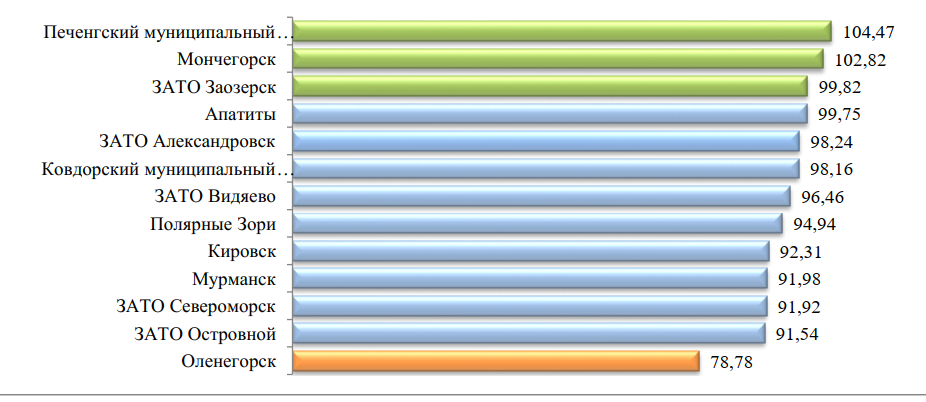 Печенгский муниципальный… 104,47
Мончегорск 102,82
ЗАТО Заозерск 99,82
Апатиты 99,75
ЗАТО Александровск 98,24
Ковдорский муниципальный… 98,16
ЗАТО Видяево 96,46
Полярные Зори 94,94
Кировск 92,31
Мурманск 91,98
ЗАТО Североморск 91,92
ЗАТО Островной 91,54
Оленегорск 78,78